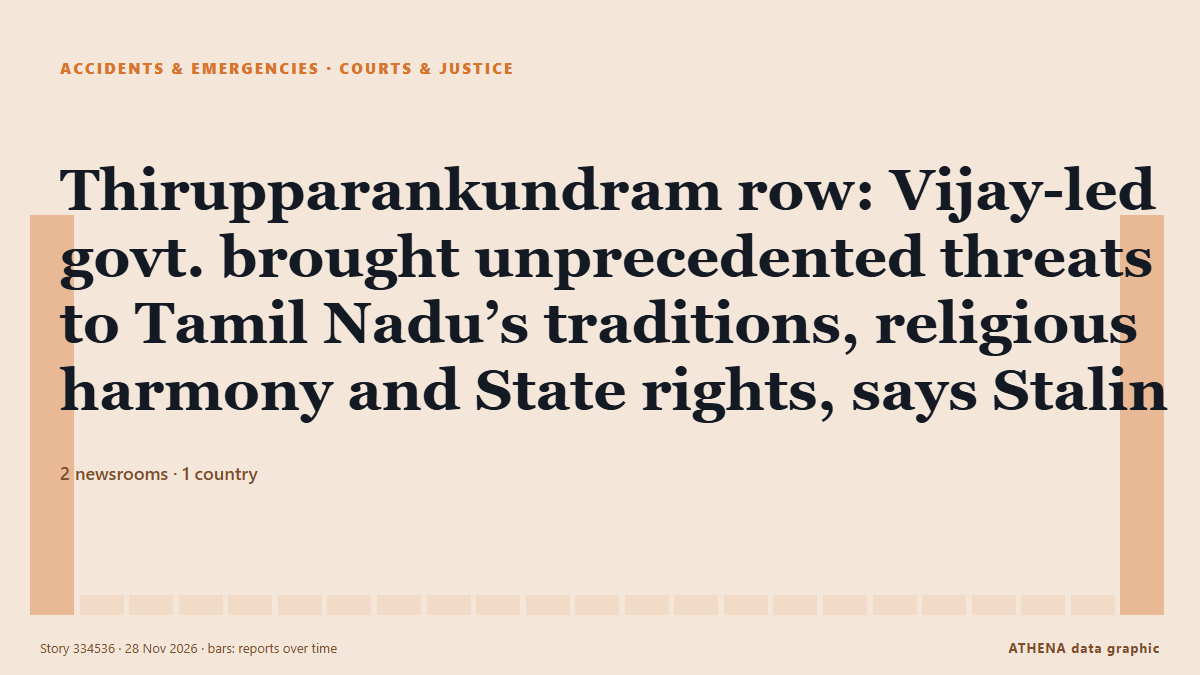 ACCIDENTS & EMERGENCIES · COURTS & JUSTICE
Thirupparankundram row: Vijay-led
govt. brought unprecedented threats
to Tamil Nadu’s traditions, religious
harmony and State rights, says Stalin
2 newsrooms · 1 country
Story 334536 · 28 Nov 2026 · bars: reports over time
ATHENA data graphic